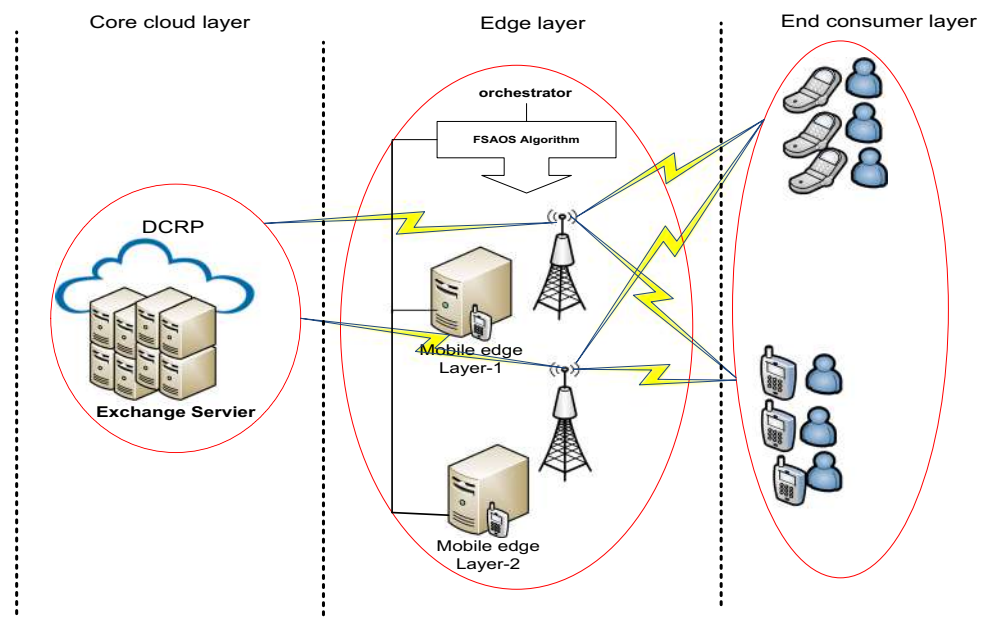 Core cloud layer
Edge layer
End consumer layer
orchestrator
FSAOS Algorithm
DCRP
Exchange Servier
Mobile edge
Layer-1
Mobile edge
Layer-2